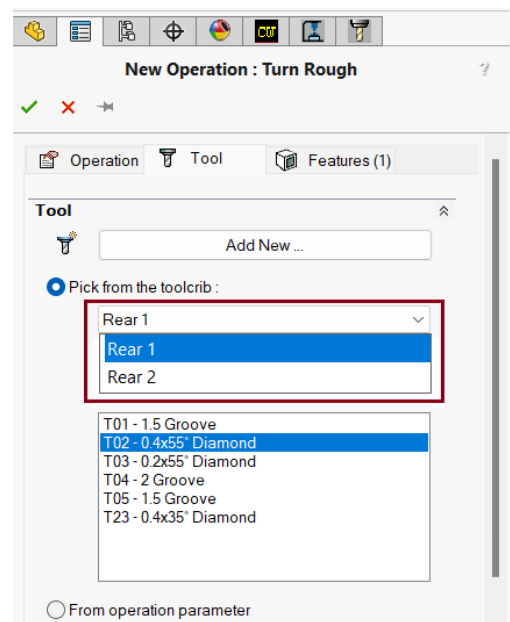 CUT
New Operation : Turn Rough
?
Operation Tool Features (1)
Tool
Add New ...
Pick from the toolcrib :
Rear 1
Rear 1
Rear 2
T01 - 1.5 Groove
T02 - 0.4x55° Diamond
T03 - 0.2x55° Diamond
T04 - 2 Groove
T05 - 1.5 Groove
T23 - 0.4x35° Diamond
From operation parameter